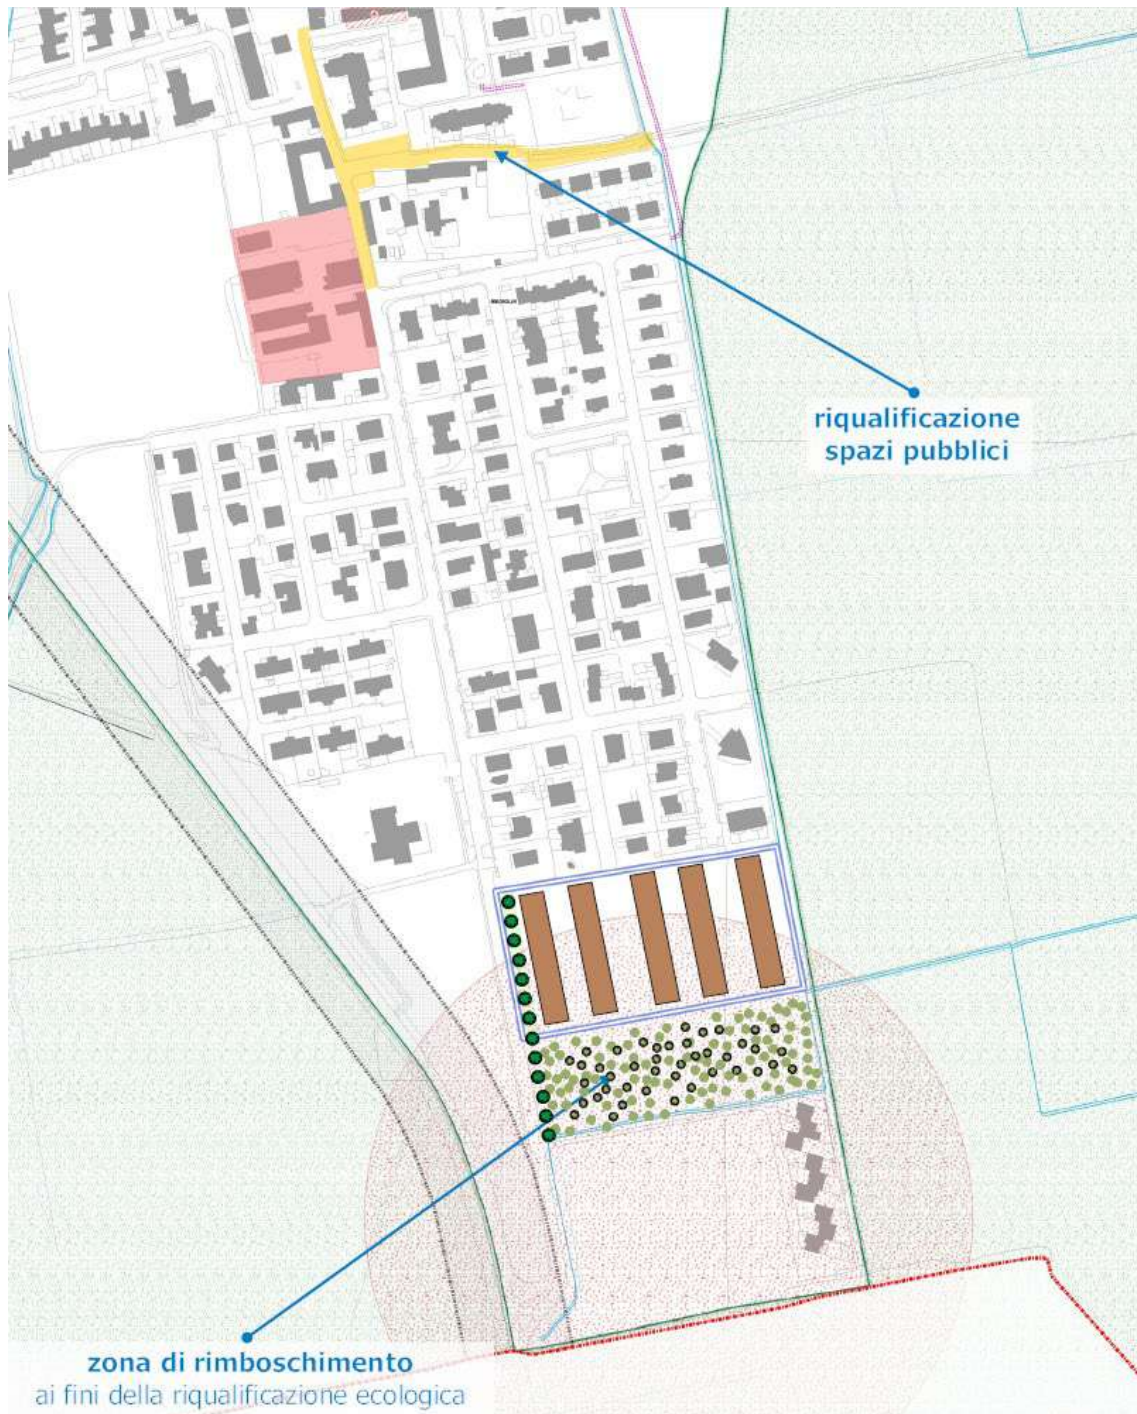 riqualificazione
spazi pubblici
zona di rimboschimento
ai fini della riqualificazione ecologica